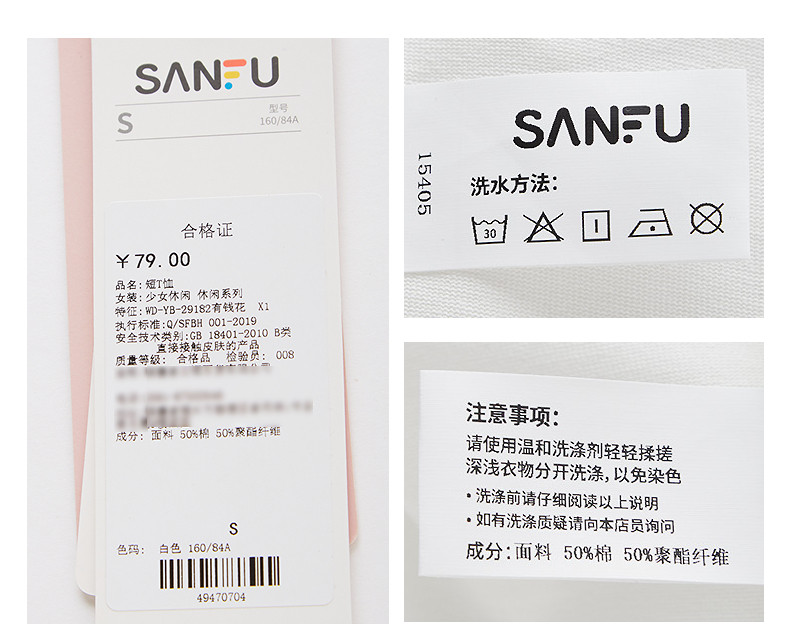 SANFU
S
型号
160/84A
合格证
￥79.00
品名:短T恤
女装:少女休闲 休闲系列
特征:WD-YB-29182有钱花 X1
执行标准:Q/SFBH 001-2019
安全技术类别:GB 18401-2010 B类
直接接触皮肤的产品
质量等级: 合格品 检验员: 008
成分: 面料 50%棉 50%聚酯纤维
S
色码: 白色 160/84A
49470704
SANFU
15405
洗水方法:
30
注意事项:
请使用温和洗涤剂轻轻揉搓
深浅衣物分开洗涤,以免染色
•洗涤前请仔细阅读以上说明
•如有洗涤质疑请向本店员询问
成分:面料 50%棉 50%聚酯纤维